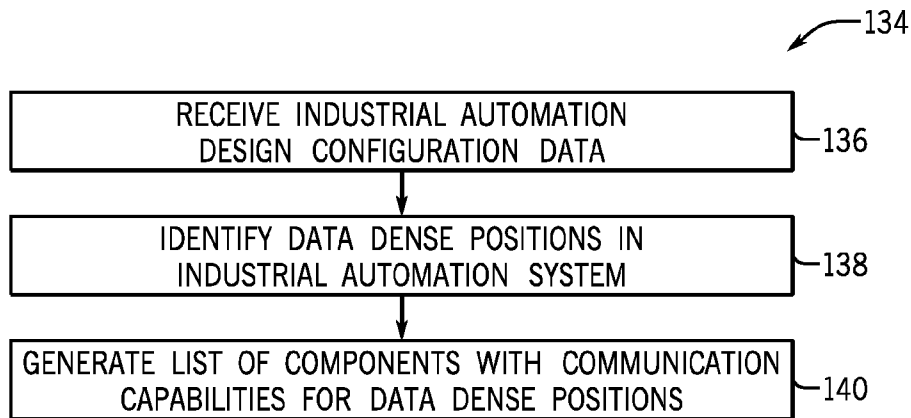 134
RECEIVE INDUSTRIAL AUTOMATION
DESIGN CONFIGURATION DATA
136
IDENTIFY DATA DENSE POSITIONS IN
INDUSTRIAL AUTOMATION SYSTEM
138
GENERATE LIST OF COMPONENTS WITH COMMUNICATION
CAPABILITIES FOR DATA DENSE POSITIONS
140